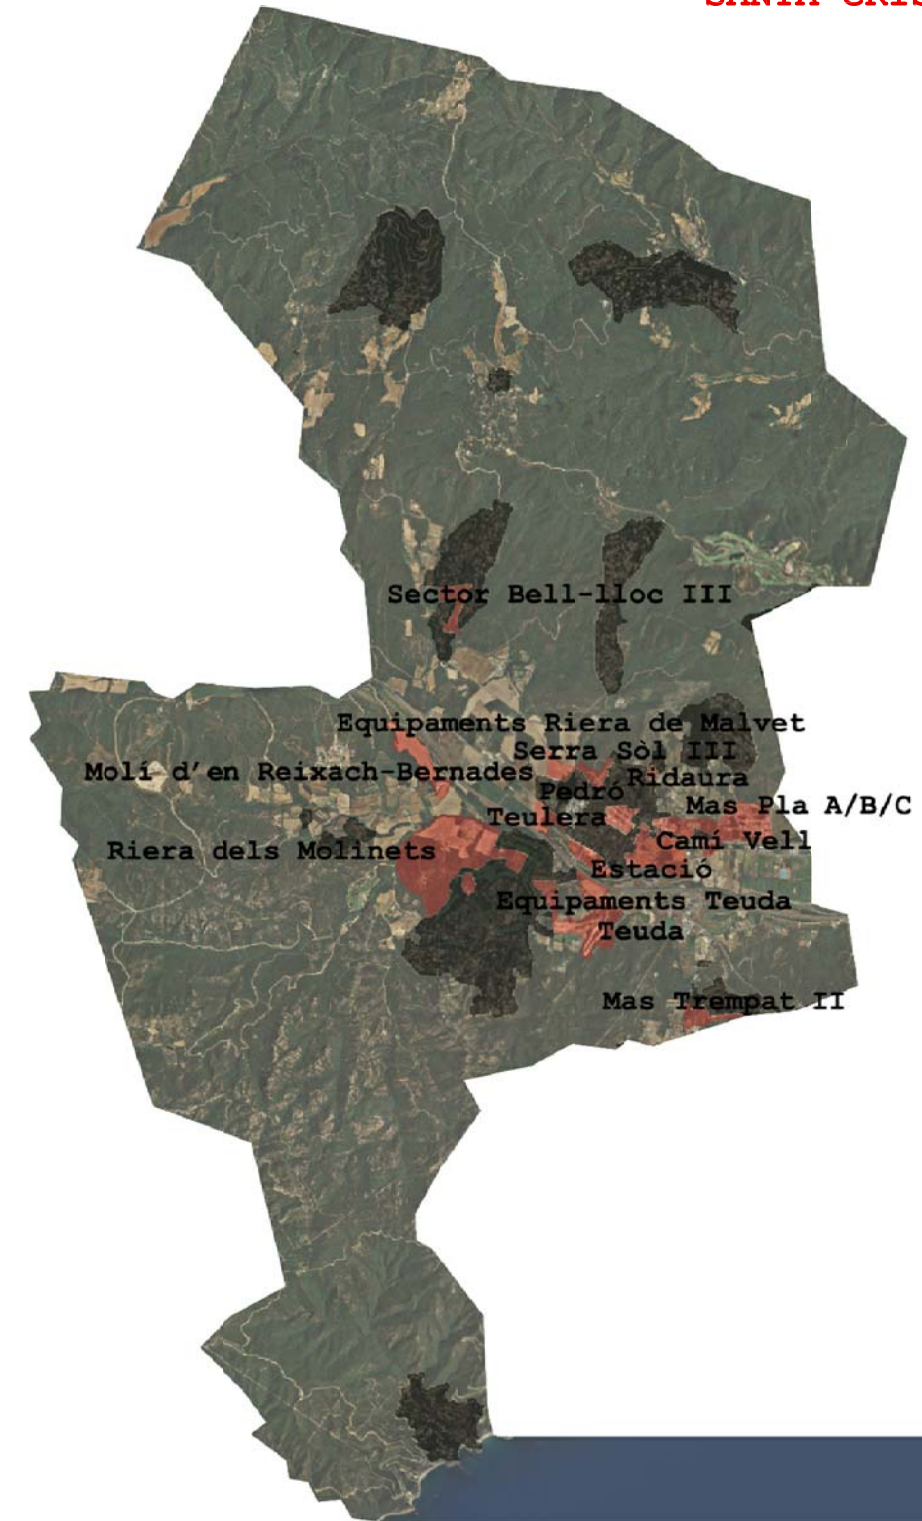 Sector Bell-lloc III
Equipaments Riera de Malvet
Serra Sòl III
Molí d'en Reixach-Bernades
Ridaura
Pedró
Mas Pla A/B/C
Teulera
Camí Vell
Riera dels Molinets
Estació
Equipaments Teuda
Teuda
Mas Trempat II